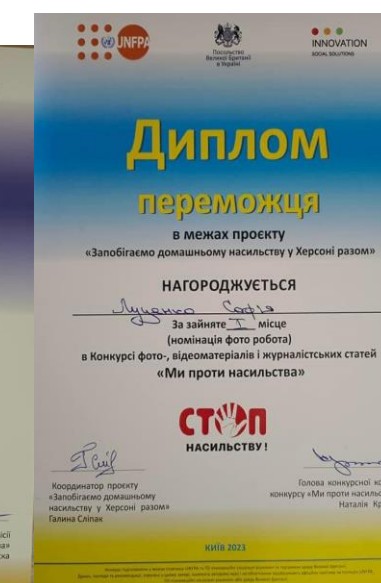 UNFPA
Посольство
Великої Британії
в Україні
INNOVATION
SOCIAL SOLUTIONS
Диплом
переможця
в межах проєкту
«Запобігаємо домашньому насильству у Херсоні разом»
НАГОРОДЖУЄТЬСЯ
Луценко Софія
За зайняте I місце
(номінація фото робота)
в Конкурсі фото-, відеоматеріалів і журналістських статей
«Ми проти насильства»
СТОП
НАСИЛЬСТВУ!
Координатор проєкту
«Запобігаємо домашньому
насильству у Херсоні разом»
Галина Сліпак
Голова конкурсної ко
конкурсу «Ми проти насильс
Наталія Кр
КИЇВ 2023